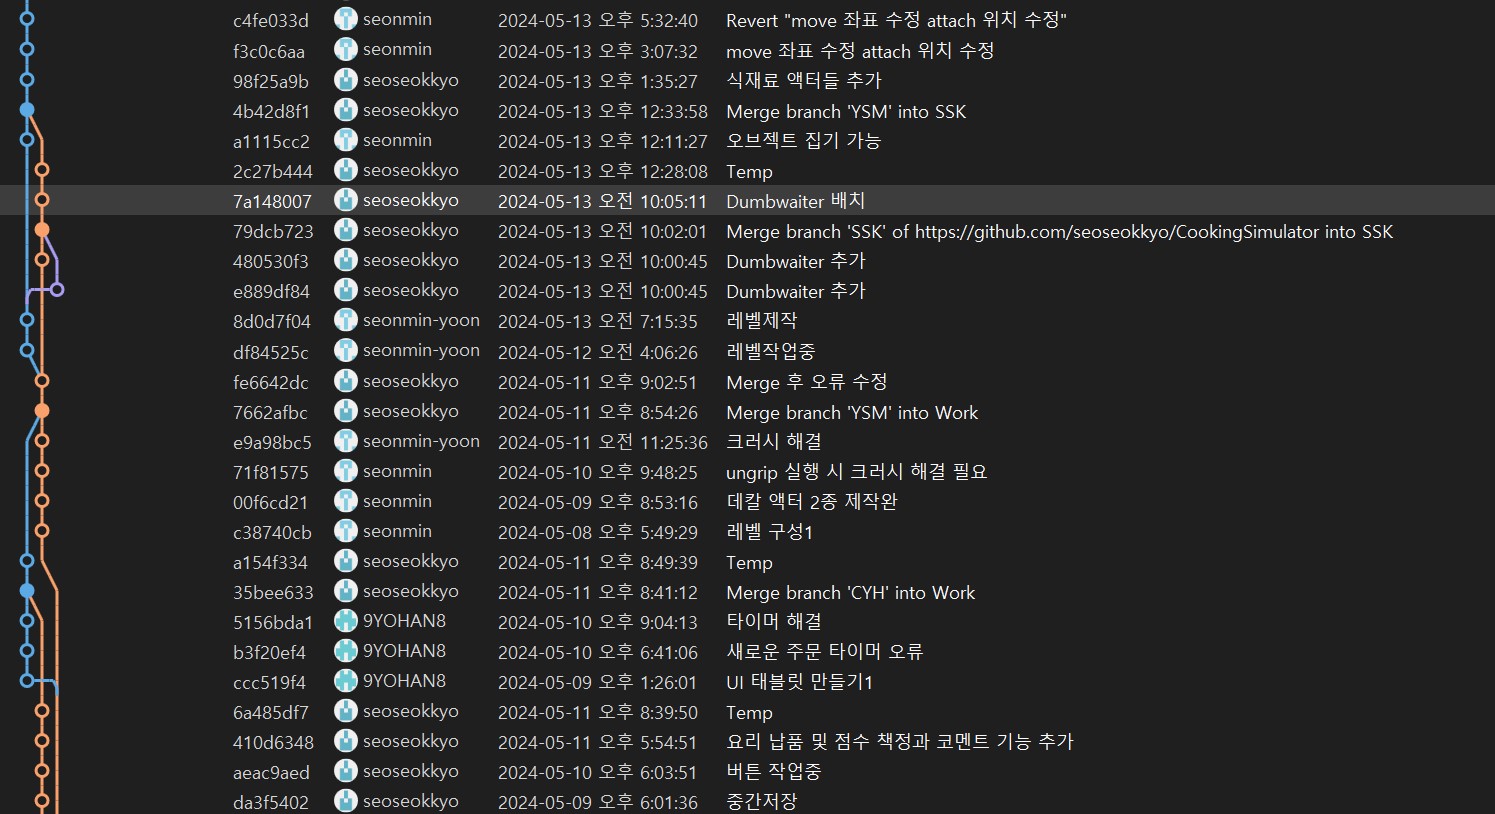 c4fe033d seonmin 2024-05-13 오후 5:32:40 Revert "move 좌표 수정 attach 위치 수정"
f3c0c6aa seonmin 2024-05-13 오후 3:07:32 move 좌표 수정 attach 위치 수정
98f25a9b seoseokkyo 2024-05-13 오후 1:35:27 식재료 액터들 추가
4b42d8f1 seoseokkyo 2024-05-13 오후 12:33:58 Merge branch 'YSM' into SSK
a1115cc2 seonmin 2024-05-13 오후 12:11:27 오브젝트 집기 가능
2c27b444 seoseokkyo 2024-05-13 오후 12:28:08 Temp
7a148007 seoseokkyo 2024-05-13 오전 10:05:11 Dumbwaiter 배치
79dcb723 seoseokkyo 2024-05-13 오전 10:02:01 Merge branch 'SSK' of https://github.com/seoseokkyo/CookingSimulator into SSK
480530f3 seoseokkyo 2024-05-13 오전 10:00:45 Dumbwaiter 추가
e889df84 seoseokkyo 2024-05-13 오전 10:00:45 Dumbwaiter 추가
8d0d7f04 seonmin-yoon 2024-05-13 오전 7:15:35 레벨제작
df84525c seonmin-yoon 2024-05-12 오전 4:06:26 레벨작업중
fe6642dc seoseokkyo 2024-05-11 오후 9:02:51 Merge 후 오류 수정
7662afbc seoseokkyo 2024-05-11 오후 8:54:26 Merge branch 'YSM' into Work
e9a98bc5 seonmin-yoon 2024-05-11 오전 11:25:36 크러시 해결
71f81575 seonmin 2024-05-10 오후 9:48:25 ungrip 실행 시 크러시 해결 필요
00f6cd21 seonmin 2024-05-09 오후 8:53:16 데칼 액터 2종 제작완
c38740cb seonmin 2024-05-08 오후 5:49:29 레벨 구성1
a154f334 seoseokkyo 2024-05-11 오후 8:49:39 Temp
35bee633 seoseokkyo 2024-05-11 오후 8:41:12 Merge branch 'CYH' into Work
5156bda1 9YOHAN8 2024-05-10 오후 9:04:13 타이머 해결
b3f20ef4 9YOHAN8 2024-05-10 오후 6:41:06 새로운 주문 타이머 오류
ccc519f4 9YOHAN8 2024-05-09 오후 1:26:01 UI 태블릿 만들기1
6a485df7 seoseokkyo 2024-05-11 오후 8:39:50 Temp
410d6348 seoseokkyo 2024-05-11 오후 5:54:51 요리 납품 및 점수 책정과 코멘트 기능 추가
aeac9aed seoseokkyo 2024-05-10 오후 6:03:51 버튼 작업중
da3f5402 seoseokkyo 2024-05-09 오후 6:01:36 중간저장